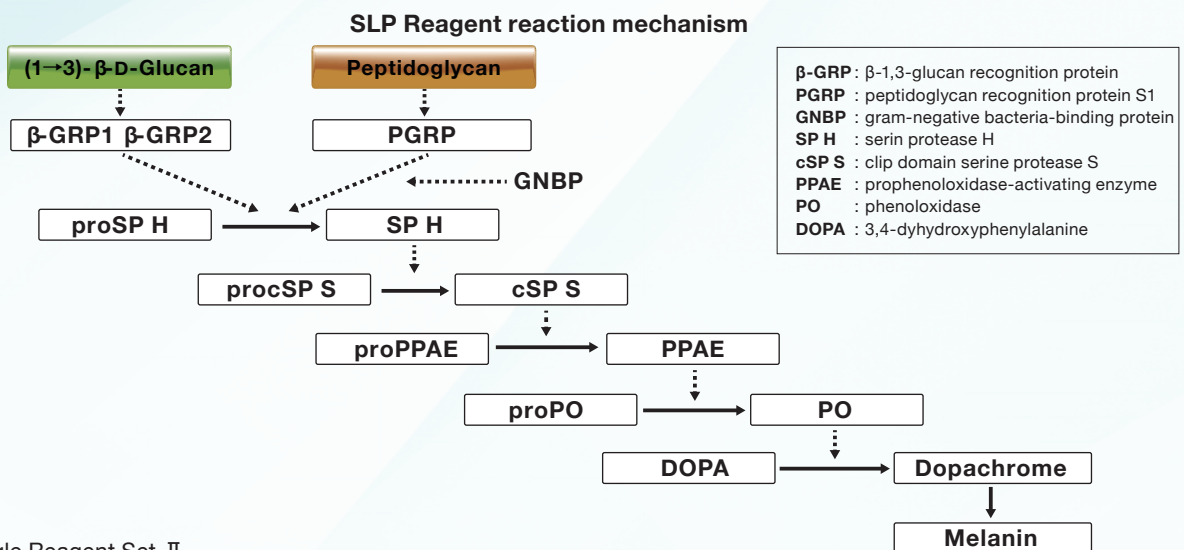 SLP Reagent reaction mechanism
(1→3)-β-D-Glucan
Peptidoglycan
β-GRP1 β-GRP2
PGRP
GNBP
proSP H
SP H
procSP S
cSP S
proPPAE
PPAE
proPO
PO
DOPA
Dopachrome
Melanin
β-GRP : β-1,3-glucan recognition protein
PGRP : peptidoglycan recognition protein S1
GNBP : gram-negative bacteria-binding protein
SP H : serin protease H
cSP S : clip domain serine protease S
PPAE : prophenoloxidase-activating enzyme
PO : phenoloxidase
DOPA : 3,4-dyhydroxyphenylalanine
Reagent Set Ⅱ